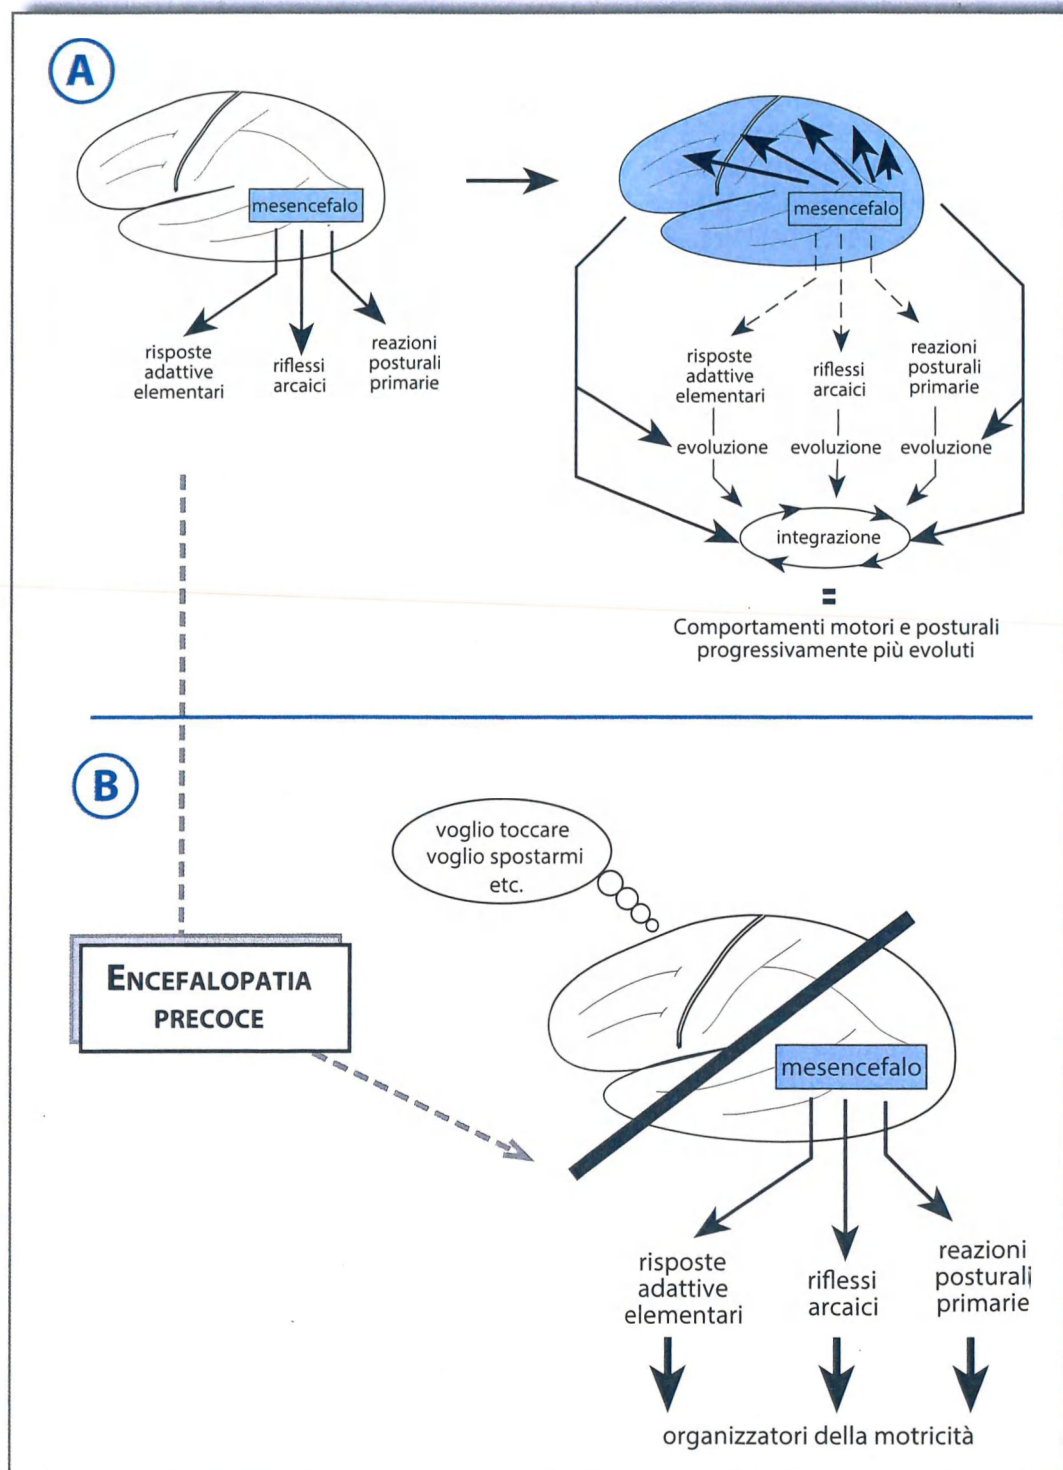 A
mesencefalo
risposte
adattive
elementari
riflessi
arcaici
reazioni
posturali
primarie
mesencefalo
risposte
adattive
elementari
riflessi
arcaici
reazioni
posturali
primarie
evoluzione
evoluzione
evoluzione
integrazione
=
Comportamenti motori e posturali
progressivamente più evoluti
B
voglio toccare
voglio spostarmi
etc.
ENCEFALOPATIA
PRECOCE
mesencefalo
risposte
adattive
elementari
riflessi
arcaici
reazioni
posturali
primarie
organizzatori della motricità